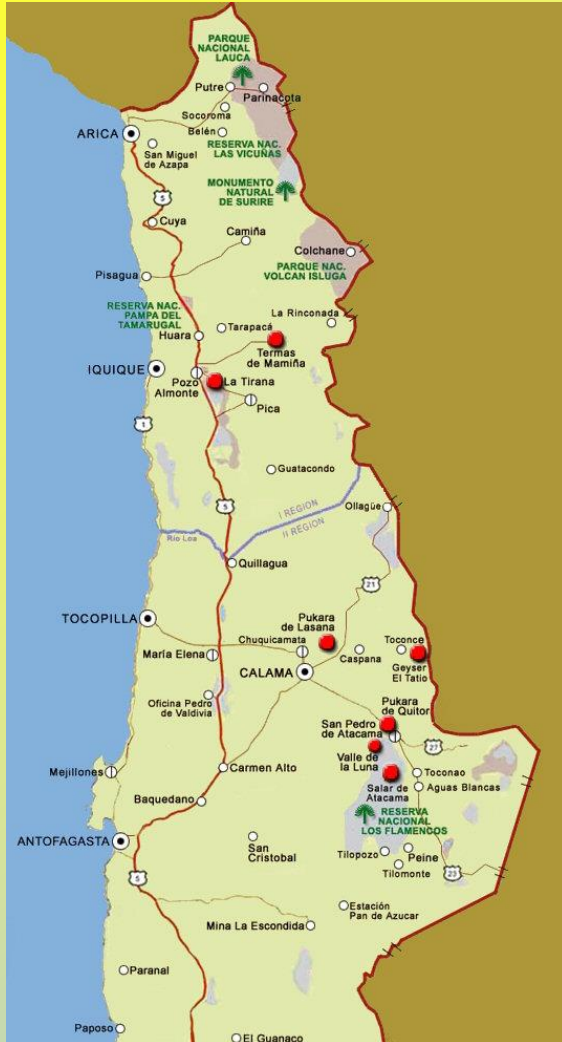 PARQUE
NACIONAL
LAUCA
Putre
Parinacota
Socoroma
ARICA
Belén
San Miguel
de Azapa
RESERVA NAC.
LAS VICUÑAS
MONUMENTO
NATURAL
DE SURIRE
5
Cuya
Camiña
Colchane
Pisagua
PARQUE NAC.
VOLCAN ISLUGA
RESERVA NAC.
PAMPA DEL
TAMARUGAL
La Rinconada
Tarapacá
Huara
Termas
de Mamiña
IQUIQUE
Pozo
Almonte
La Tirana
Pica
1
Guatacondo
5
I REGION
II REGION
Ollagüe
Rio Loa
Quillagua
21
TOCOPILLA
Pukara
de Lasana
Chuquicamata
Toconce
María Elena
Caspana
Geyser
El Tatio
CALAMA
Oficina Pedro
de Valdivia
Pukara
de Quitor
San Pedro
de Atacama
27
Valle de
la Luna
Mejillones
Carmen Alto
Toconao
Salar de
Atacama
Aguas Blancas
Baquedano
RESERVA
NACIONAL
LOS FLAMENCOS
ANTOFAGASTA
San
Cristobal
Tilopozo
Peine
Tilomonte
23
5
Estación
Pan de Azucar
Mina La Escondida
Paranal
Paposo
El Guanaco